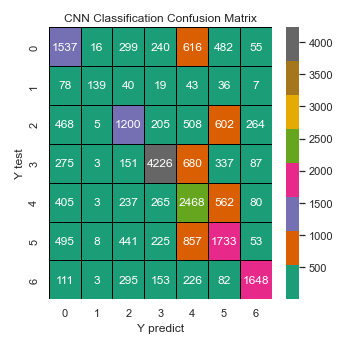 CNN Classification Confusion Matrix
0 1537 16 299 240 616 482 55
1 78 139 40 19 43 36 7
2 468 5 1200 205 508 602 264
3 275 3 151 4226 680 337 87
4 405 3 237 265 2468 562 80
5 495 8 441 225 857 1733 53
6 111 3 295 153 226 82 1648
0 1 2 3 4 5 6
Y predict
Y test
4000
3500
3000
2500
2000
1500
1000
500